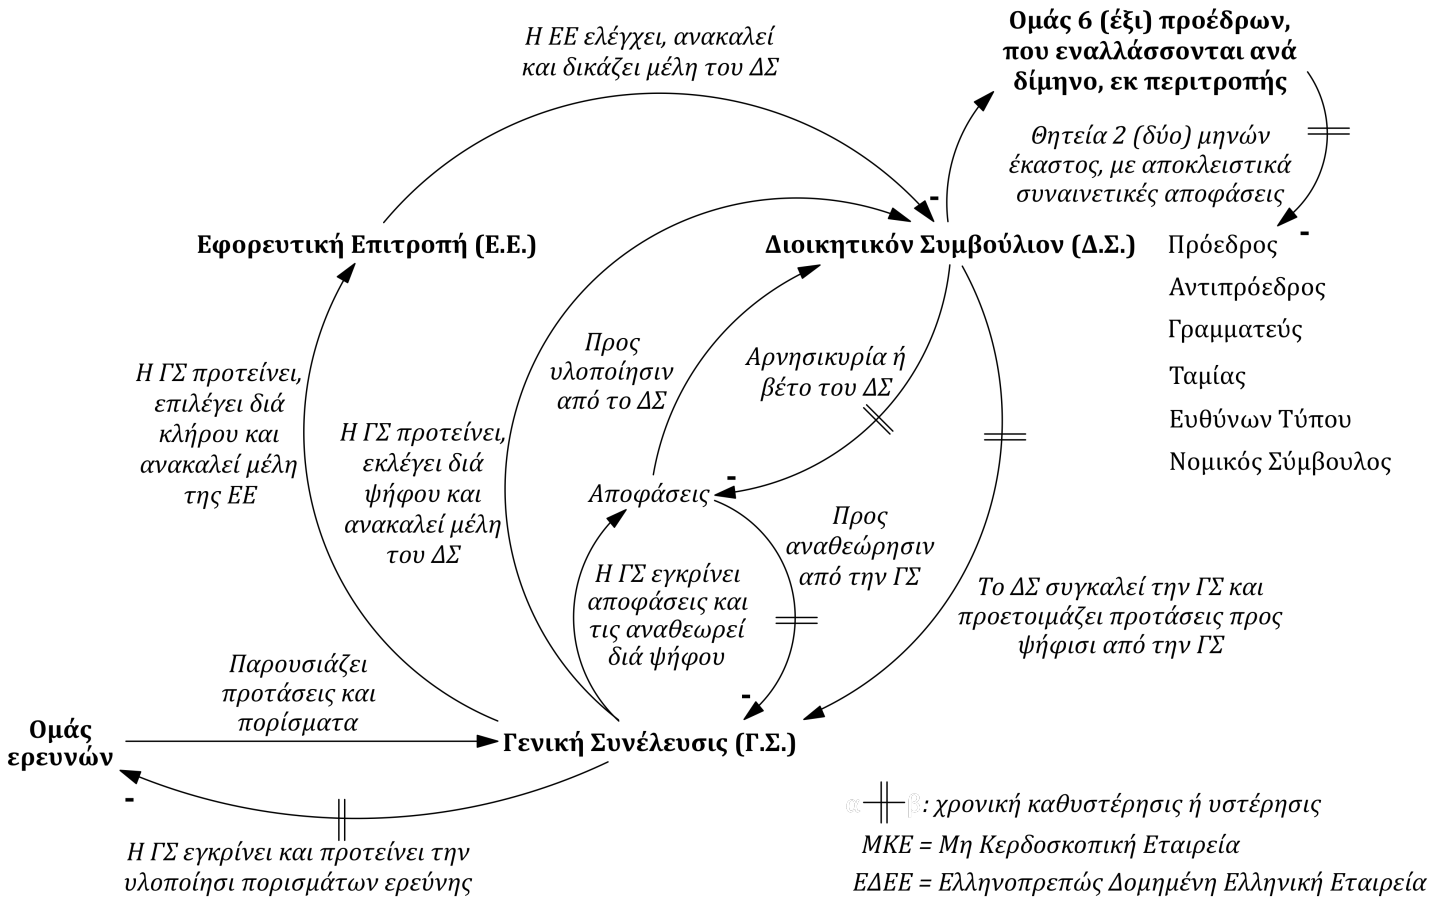 Η ΕΕ ελέγχει, ανακαλεί
και δικάζει μέλη του ΔΣ
Ομάς 6 (έξι) προέδρων,
που εναλλάσσονται ανά
δίμηνο, εκ περιτροπής
Θητεία 2 (δύο) μηνών
έκαστος, με αποκλειστικά
συναινετικές αποφάσεις
-
Εφορευτική Επιτροπή (Ε.Ε.)
Διοικητικόν Συμβούλιον (Δ.Σ.)
-
Πρόεδρος
Αντιπρόεδρος
Γραμματεύς
Ταμίας
Ευθύνων Τύπου
Νομικός Σύμβουλος
Η ΓΣ προτείνει,
επιλέγει διά
κλήρου και
ανακαλεί μέλη
της ΕΕ
Η ΓΣ προτείνει,
εκλέγει διά
ψήφου και
ανακαλεί μέλη
του ΔΣ
Προς
υλοποίησιν
από το ΔΣ
Αρνησικυρία ή
βέτο του ΔΣ
-
Αποφάσεις
Προς
αναθεώρησιν
από την ΓΣ
Η ΓΣ εγκρίνει
αποφάσεις και
τις αναθεωρεί
διά ψήφου
Το ΔΣ συγκαλεί την ΓΣ και
προετοιμάζει προτάσεις προς
ψήφισι από την ΓΣ
Παρουσιάζει
προτάσεις και
πορίσματα
-
Ομάς
ερευνών
Γενική Συνέλευσις (Γ.Σ.)
-
Η ΓΣ εγκρίνει και προτείνει την
υλοποίησι πορισμάτων ερεύνης
α β: χρονική καθυστέρησις ή υστέρησις
ΜΚΕ = Μη Κερδοσκοπική Εταιρεία
ΕΔΕΕ = Ελληνοπρεπώς Δομημένη Ελληνική Εταιρεία